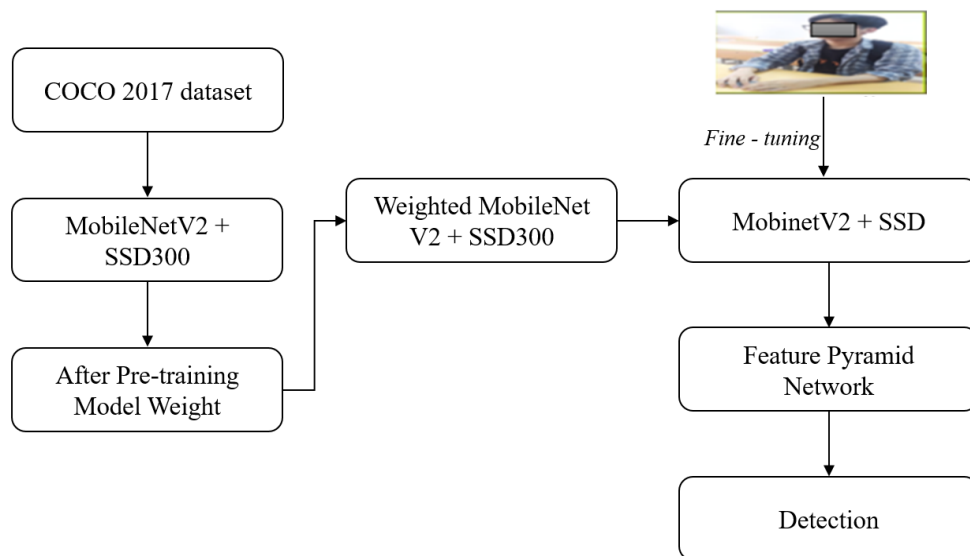 COCO 2017 dataset
MobileNetV2 +
SSD300
After Pre-training
Model Weight
Weighted MobileNet
V2 + SSD300
Fine - tuning
MobinetV2 + SSD
Feature Pyramid
Network
Detection